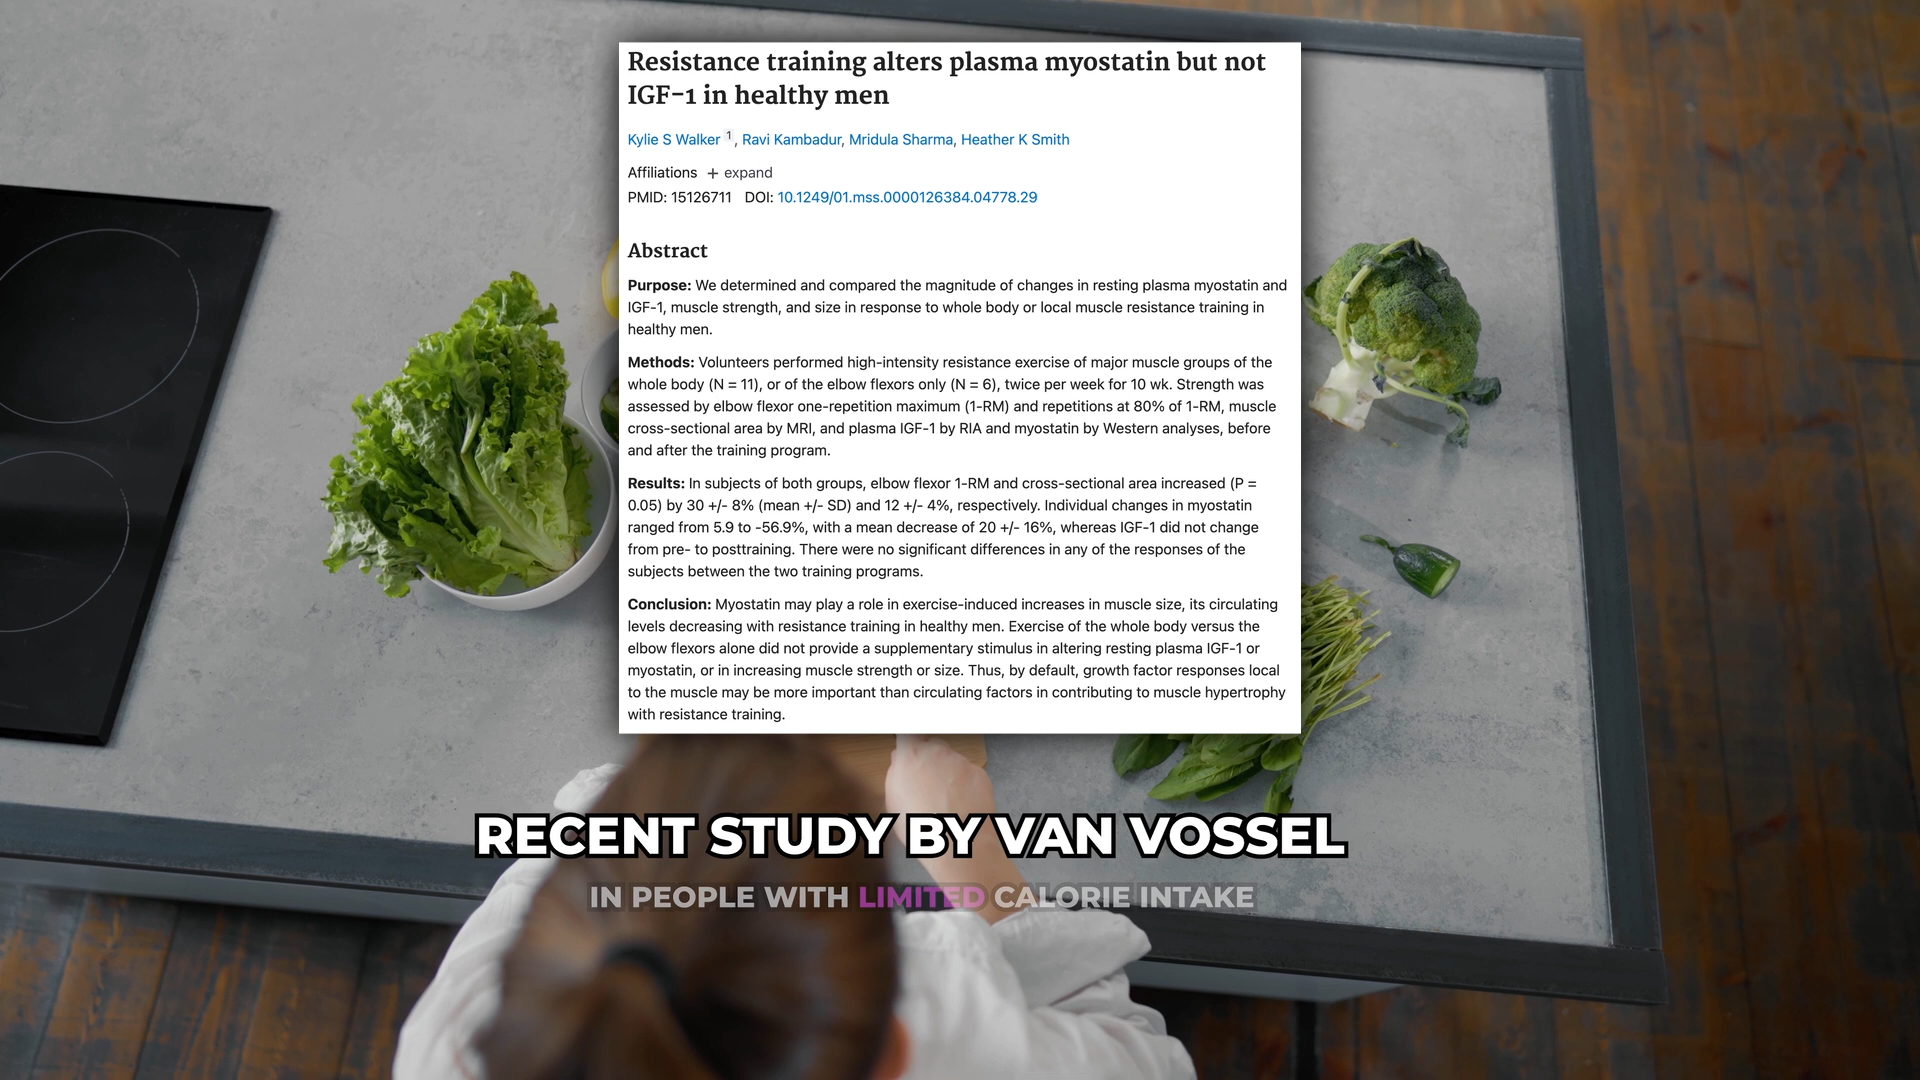 Resistance training alters plasma myostatin but not
IGF-1 in healthy men
Kylie S Walker 1, Ravi Kambadur, Mridula Sharma, Heather K Smith
Affiliations + expand
PMID: 15126711 DOI: 10.1249/01.mss.0000126384.04778.29
Abstract
Purpose: We determined and compared the magnitude of changes in resting plasma myostatin and
IGF-1, muscle strength, and size in response to whole body or local muscle resistance training in
healthy men.
Methods: Volunteers performed high-intensity resistance exercise of major muscle groups of the
whole body (N = 11), or of the elbow flexors only (N = 6), twice per week for 10 wk. Strength was
assessed by elbow flexor one-repetition maximum (1-RM) and repetitions at 80% of 1-RM, muscle
cross-sectional area by MRI, and plasma IGF-1 by RIA and myostatin by Western analyses, before
and after the training program.
Results: In subjects of both groups, elbow flexor 1-RM and cross-sectional area increased (P =
0.05) by 30 +/- 8% (mean +/- SD) and 12 +/- 4%, respectively. Individual changes in myostatin
ranged from 5.9 to -56.9%, with a mean decrease of 20 +/- 16%, whereas IGF-1 did not change
from pre- to posttraining. There were no significant differences in any of the responses of the
subjects between the two training programs.
Conclusion: Myostatin may play a role in exercise-induced increases in muscle size, its circulating
levels decreasing with resistance training in healthy men. Exercise of the whole body versus the
elbow flexors alone did not provide a supplementary stimulus in altering resting plasma IGF-1 or
myostatin, or in increasing muscle strength or size. Thus, by default, growth factor responses local
to the muscle may be more important than circulating factors in contributing to muscle hypertrophy
with resistance training.
RECENT STUDY BY VAN VOSSEL
IN PEOPLE WITH LIMITED CALORIE INTAKE